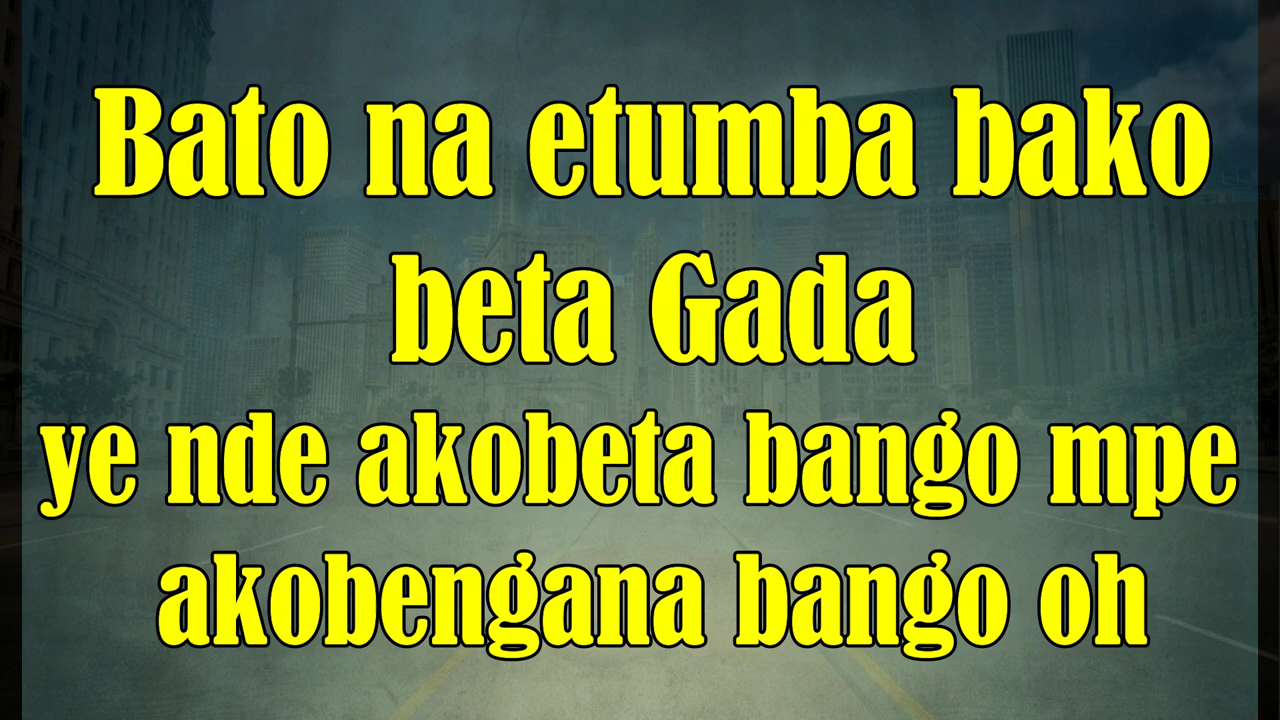 Bato na etumba bako
beta Gada
ye nde akobeta bango mpe
akobengana bango oh